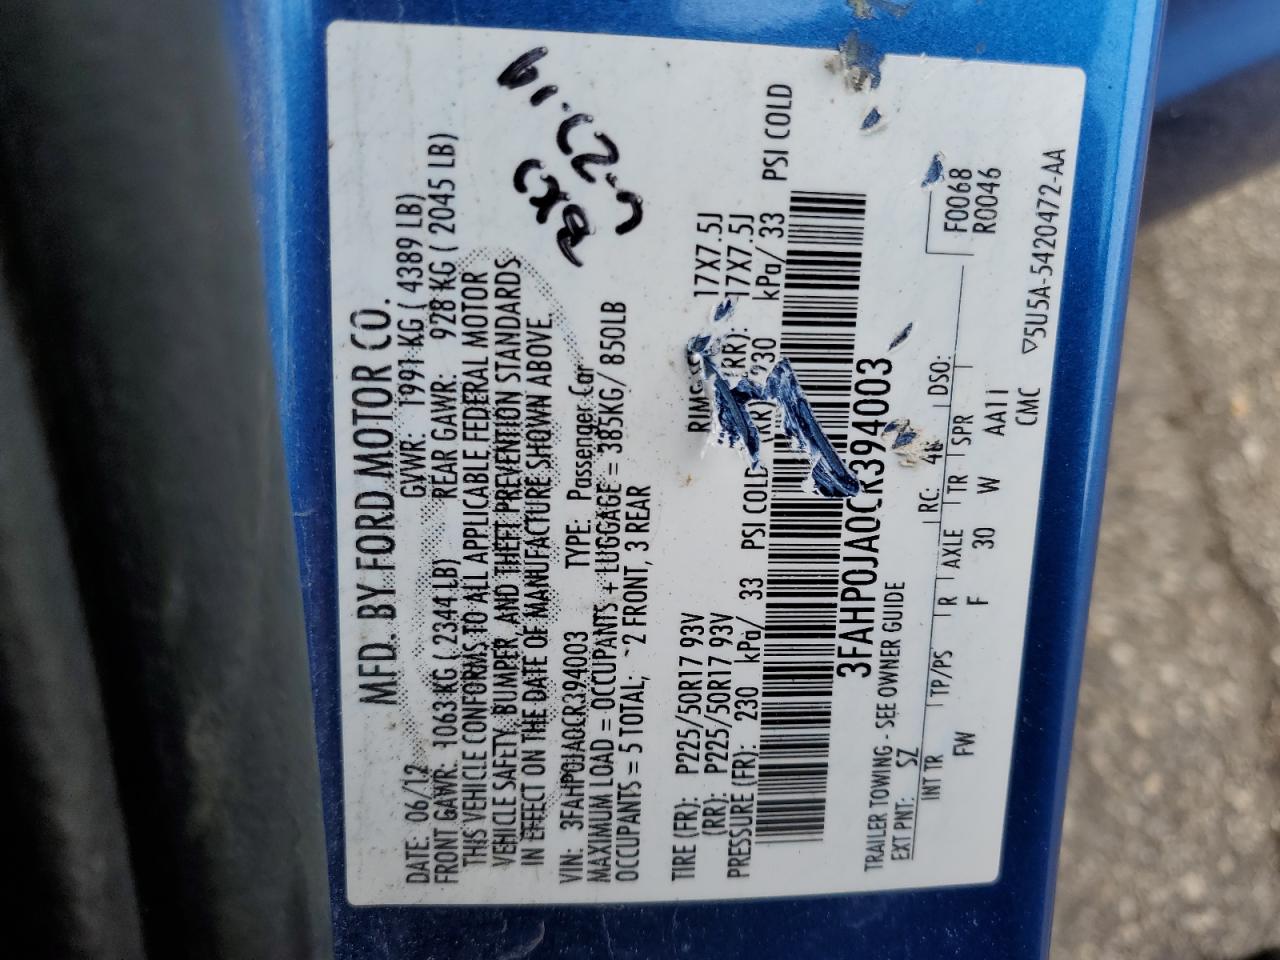 MFD. BY FORD MOTOR CO.
DATE: 06/12 GVWR: 1991 KG ( 4389 LB)
FRONT GAWR: 1063 KG ( 2344 LB) REAR GAWR: 928 KG ( 2045 LB)
THIS VEHICLE CONFORMS TO ALL APPLICABLE FEDERAL MOTOR
VEHICLE SAFETY, BUMPER, AND THEFT PREVENTION STANDARDS
IN EFFECT ON THE DATE OF MANUFACTURE SHOWN ABOVE.
VIN: 3FAHP0JA0CR394003 TYPE: Passenger Car
MAXIMUM LOAD = OCCUPANTS + LUGGAGE = 385KG/ 850LB
OCCUPANTS = 5 TOTAL, 2 FRONT, 3 REAR
TIRE (FR): P225/50R17 93V 17X7.5J
(RR): P225/50R17 93V (RR): 17X7.5J
PRESSURE (FR): 230 kPa/ 33 PSI COLD (RR): 230 kPa/ 33 PSI COLD
3FAHP0JA0CR394003
TRAILER TOWING - SEE OWNER GUIDE F0068
EXT PNT: SZ RC: 48 DSO: R0046
INT TR TP/PS R AXLE TR SPR
FW F 30 W AA11
CMC ▽5U5A-5420472-AA